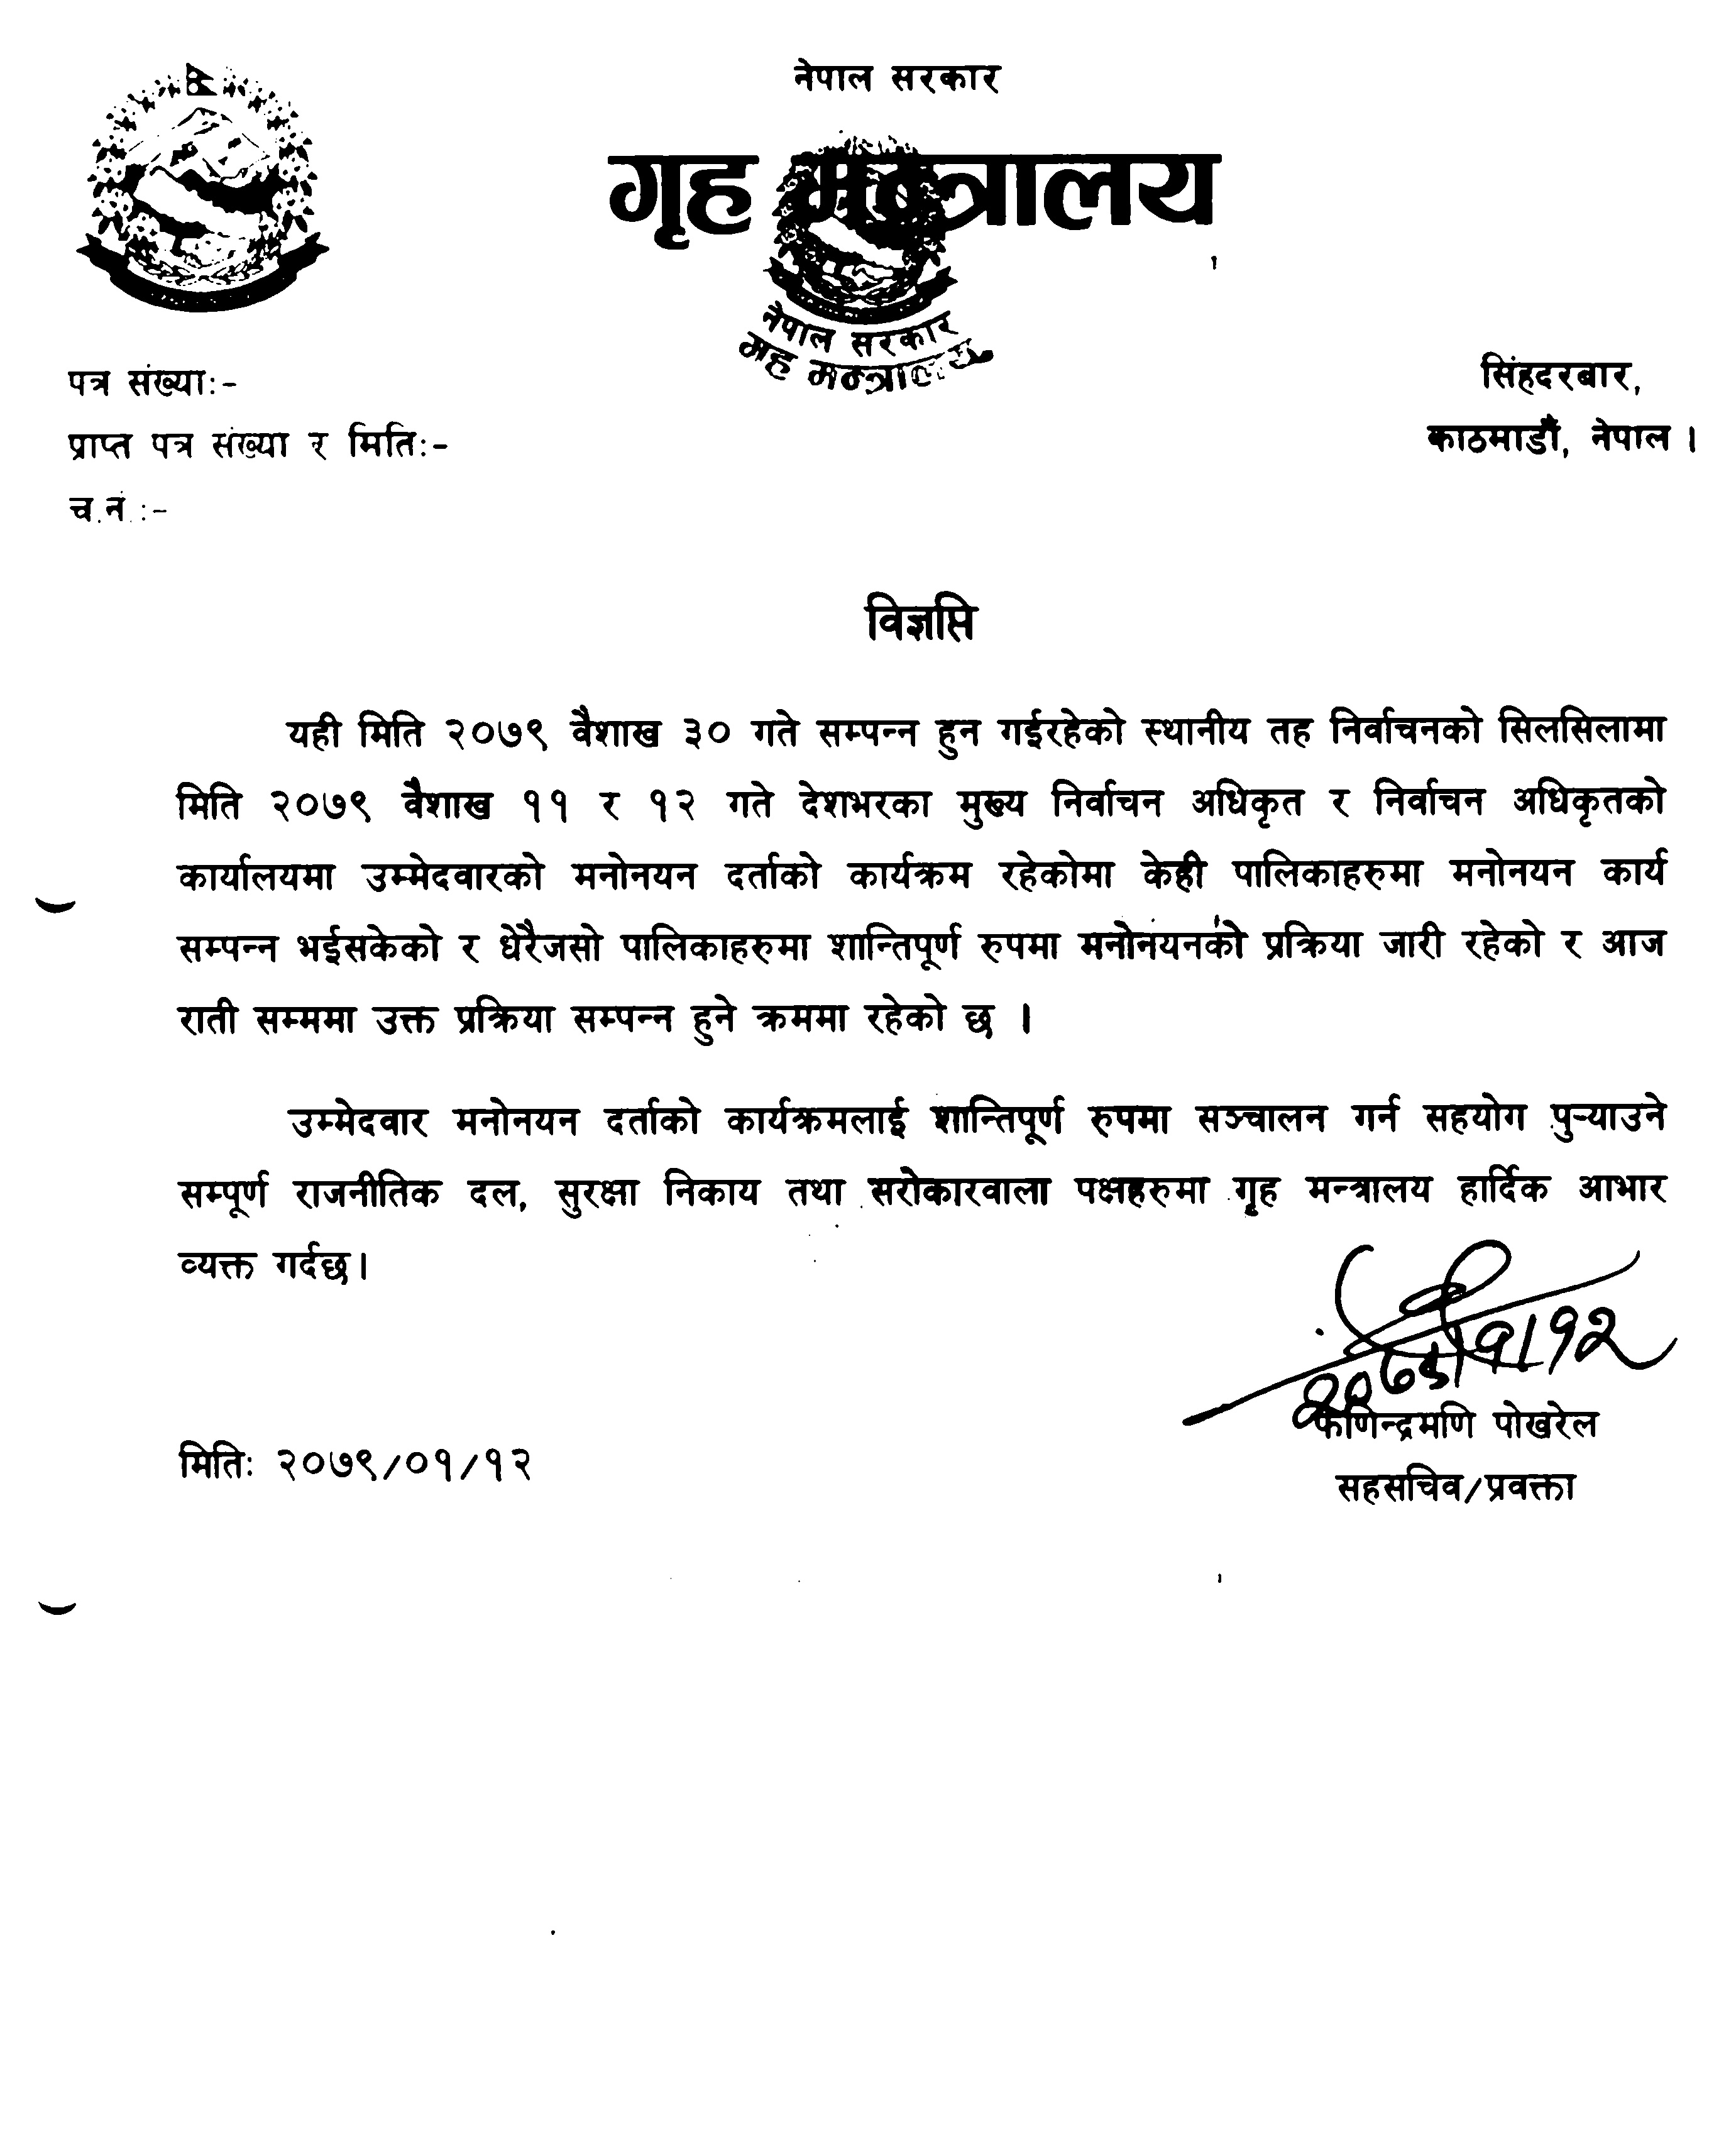 नेपाल सरकार
गृह मन्त्रालय
नेपाल सरकार
गृह मन्त्रालय
पत्र संख्याः-
प्राप्त पत्र संख्या र मितिः-
च.नं.:-
सिंहदरबार,
काठमाडौं, नेपाल ।
विज्ञप्ति
यही मिति २०७९ वैशाख ३० गते सम्पन्न हुन गईरहेको स्थानीय तह निर्वाचनको सिलसिलामा
मिति २०७९ वैशाख ११ र १२ गते देशभरका मुख्य निर्वाचन अधिकृत र निर्वाचन अधिकृतको
कार्यालयमा उम्मेदवारको मनोनयन दर्ताको कार्यक्रम रहेकोमा केही पालिकाहरुमा मनोनयन कार्य
सम्पन्न भईसकेको र धेरैजसो पालिकाहरुमा शान्तिपूर्ण रुपमा मनोनयनको प्रक्रिया जारी रहेको र आज
राती सम्ममा उक्त प्रक्रिया सम्पन्न हुने क्रममा रहेको छ ।
उम्मेदवार मनोनयन दर्ताको कार्यक्रमलाई शान्तिपूर्ण रुपमा सञ्चालन गर्न सहयोग पुर्‍याउने
सम्पूर्ण राजनीतिक दल, सुरक्षा निकाय तथा सरोकारवाला पक्षहरुमा गृह मन्त्रालय हार्दिक आभार
व्यक्त गर्दछ।
२०७९/१/१२
फणिन्द्रमणि पोखरेल
सहसचिव/प्रवक्ता
मितिः २०७९/०१/१२